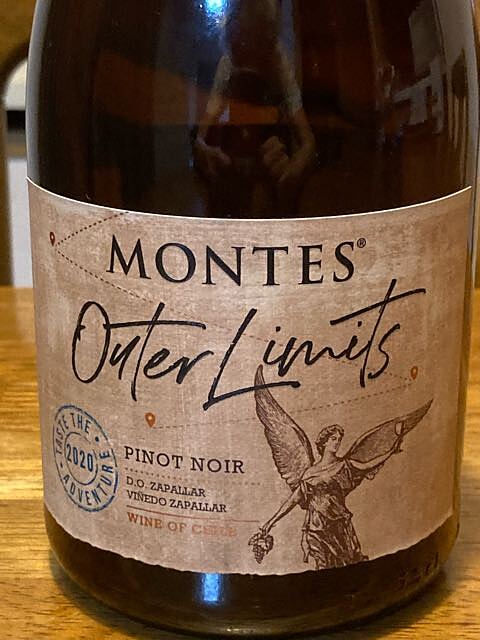 MONTES®
Outer Limits
TASTE THE
2020
ADVENTURE
PINOT NOIR
D.O. ZAPALLAR
VIÑEDO ZAPALLAR
WINE OF CHILE